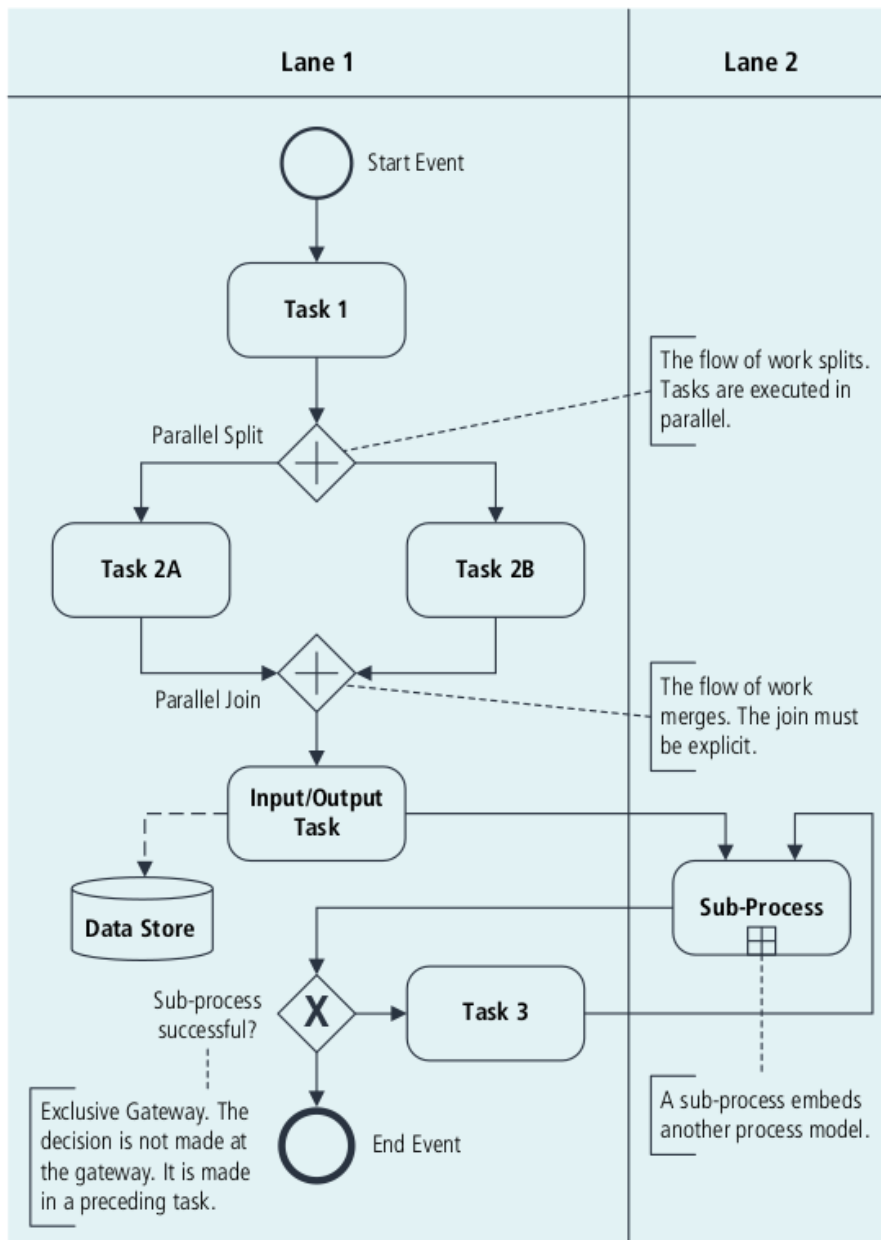 Lane 1
Lane 2
Start Event
Task 1
The flow of work splits.
Tasks are executed in
parallel.
Parallel Split
Task 2A
Task 2B
Parallel Join
The flow of work
merges. The join must
be explicit.
Input/Output
Task
Data Store
Sub-Process
Sub-process
successful?
X
Task 3
Exclusive Gateway. The
decision is not made at
the gateway. It is made
in a preceding task.
End Event
A sub-process embeds
another process model.